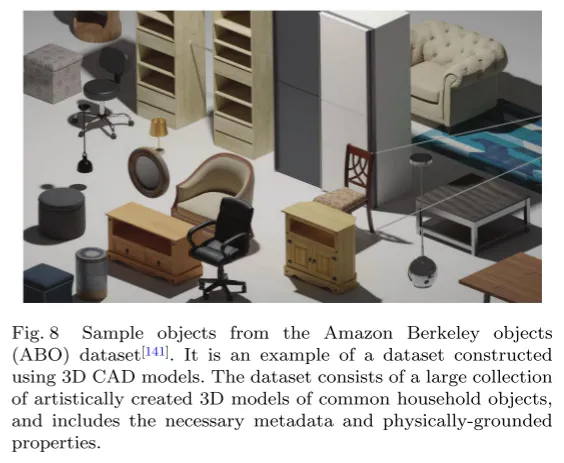 Fig. 8 Sample objects from the Amazon Berkeley objects
(ABO) dataset[141]. It is an example of a dataset constructed
using 3D CAD models. The dataset consists of a large collection
of artistically created 3D models of common household objects,
and includes the necessary metadata and physically-grounded
properties.